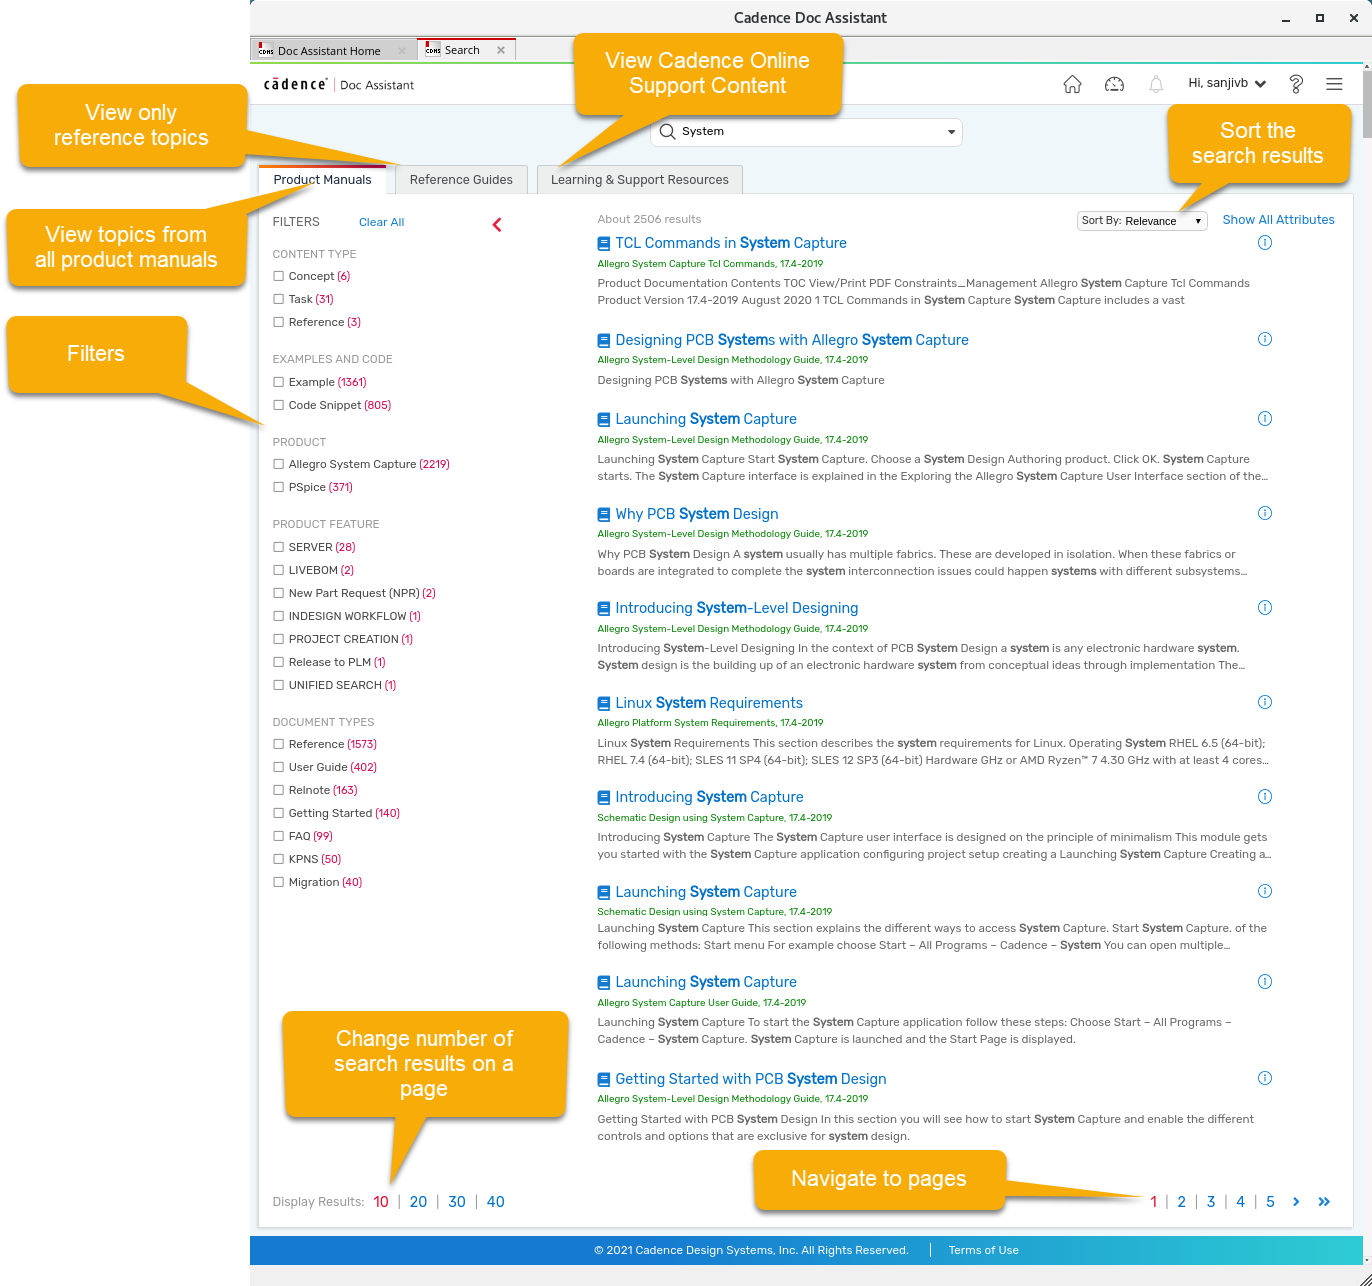 Cadence Doc Assistant
CDHS Doc Assistant Home
CDHS Search
View Cadence Online
Support Content
cādence® | Doc Assistant
Hi, sanjivb
View only
reference topics
System
Sort the
search results
Product Manuals
Reference Guides
Learning & Support Resources
View topics from
all product manuals
FILTERS
Clear All
About 2506 results
Sort By: Relevance
Show All Attributes
CONTENT TYPE
Concept (6)
Task (31)
Reference (3)
Filters
EXAMPLES AND CODE
Example (1361)
Code Snippet (805)
PRODUCT
Allegro System Capture (2219)
PSpice (371)
PRODUCT FEATURE
SERVER (28)
LIVEBOM (2)
New Part Request (NPR) (2)
INDESIGN WORKFLOW (1)
PROJECT CREATION (1)
Release to PLM (1)
UNIFIED SEARCH (1)
DOCUMENT TYPES
Reference (1573)
User Guide (402)
Relnote (163)
Getting Started (140)
FAQ (99)
KPNS (50)
Migration (40)
TCL Commands in System Capture
Allegro System Capture Tcl Commands, 17.4-2019
Product Documentation Contents TOC View/Print PDF Constraints_Management Allegro System Capture Tcl Commands
Product Version 17.4-2019 August 2020 1 TCL Commands in System Capture System Capture includes a vast
Designing PCB Systems with Allegro System Capture
Allegro System-Level Design Methodology Guide, 17.4-2019
Designing PCB Systems with Allegro System Capture
Launching System Capture
Allegro System-Level Design Methodology Guide, 17.4-2019
Launching System Capture Start System Capture. Choose a System Design Authoring product. Click OK. System Capture
starts. The System Capture interface is explained in the Exploring the Allegro System Capture User Interface section of the…
Why PCB System Design
Allegro System-Level Design Methodology Guide, 17.4-2019
Why PCB System Design A system usually has multiple fabrics. These are developed in isolation. When these fabrics or
boards are integrated to complete the system interconnection issues could happen systems with different subsystems…
Introducing System-Level Designing
Allegro System-Level Design Methodology Guide, 17.4-2019
Introducing System-Level Designing In the context of PCB System Design a system is any electronic hardware system.
System design is the building up of an electronic hardware system from conceptual ideas through implementation The…
Linux System Requirements
Allegro Platform System Requirements, 17.4-2019
Linux System Requirements This section describes the system requirements for Linux. Operating System RHEL 6.5 (64-bit);
RHEL 7.4 (64-bit); SLES 11 SP4 (64-bit); SLES 12 SP3 (64-bit) Hardware GHz or AMD Ryzen™ 7 4.30 GHz with at least 4 cores…
Introducing System Capture
Schematic Design using System Capture, 17.4-2019
Introducing System Capture The System Capture user interface is designed on the principle of minimalism This module gets
you started with the System Capture application configuring project setup creating a Launching System Capture Creating a…
Launching System Capture
Schematic Design using System Capture, 17.4-2019
Launching System Capture This section explains the different ways to access System Capture. Start System Capture. of the
following methods: Start menu For example choose Start – All Programs – Cadence – System You can open multiple…
Launching System Capture
Allegro System Capture User Guide, 17.4-2019
Launching System Capture To start the System Capture application follow these steps: Choose Start – All Programs –
Cadence – System Capture. System Capture is launched and the Start Page is displayed.
Getting Started with PCB System Design
Allegro System-Level Design Methodology Guide, 17.4-2019
Getting Started with PCB System Design In this section you will see how to start System Capture and enable the different
controls and options that are exclusive for system design.
Change number of
search results on a
page
Navigate to pages
Display Results: 10 | 20 | 30 | 40
1 | 2 | 3 | 4 | 5 › »
© 2021 Cadence Design Systems, Inc. All Rights Reserved. | Terms of Use